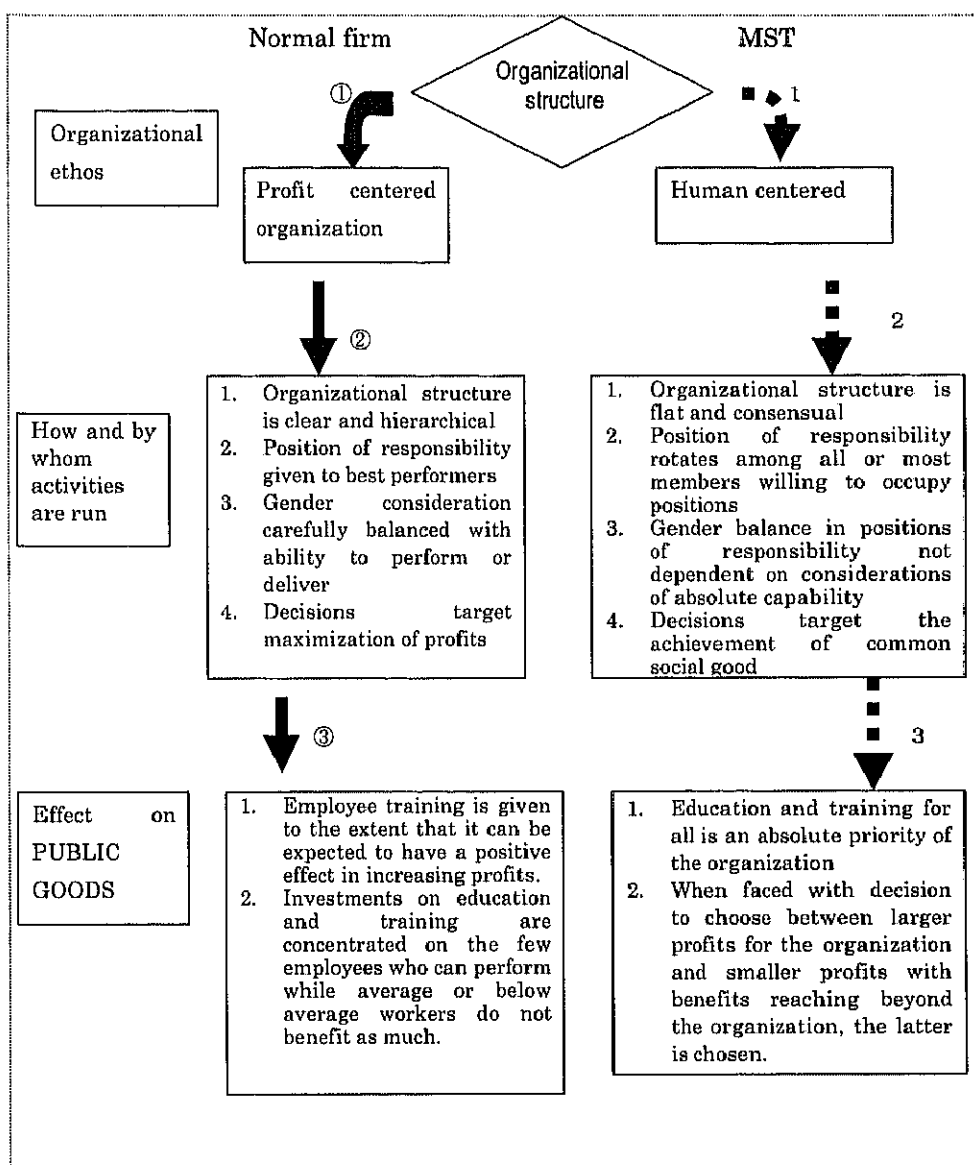 Normal firm
MST
Organizational
structure
①
1
Organizational
ethos
Profit centered
organization
Human centered
②
2
How and by
whom
activities
are run
1. Organizational structure
is clear and hierarchical
2. Position of responsibility
given to best performers
3. Gender consideration
carefully balanced with
ability to perform or
deliver
4. Decisions target
maximization of profits
1. Organizational structure is
flat and consensual
2. Position of responsibility
rotates among all or most
members willing to occupy
positions
3. Gender balance in positions
of responsibility not
dependent on considerations
of absolute capability
4. Decisions target the
achievement of common
social good
③
3
Effect on
PUBLIC
GOODS
1. Employee training is given
to the extent that it can be
expected to have a positive
effect in increasing profits.
2. Investments on education
and training are
concentrated on the few
employees who can perform
while average or below
average workers do not
benefit as much.
1. Education and training for
all is an absolute priority of
the organization
2. When faced with decision
to choose between larger
profits for the organization
and smaller profits with
benefits reaching beyond
the organization, the latter
is chosen.